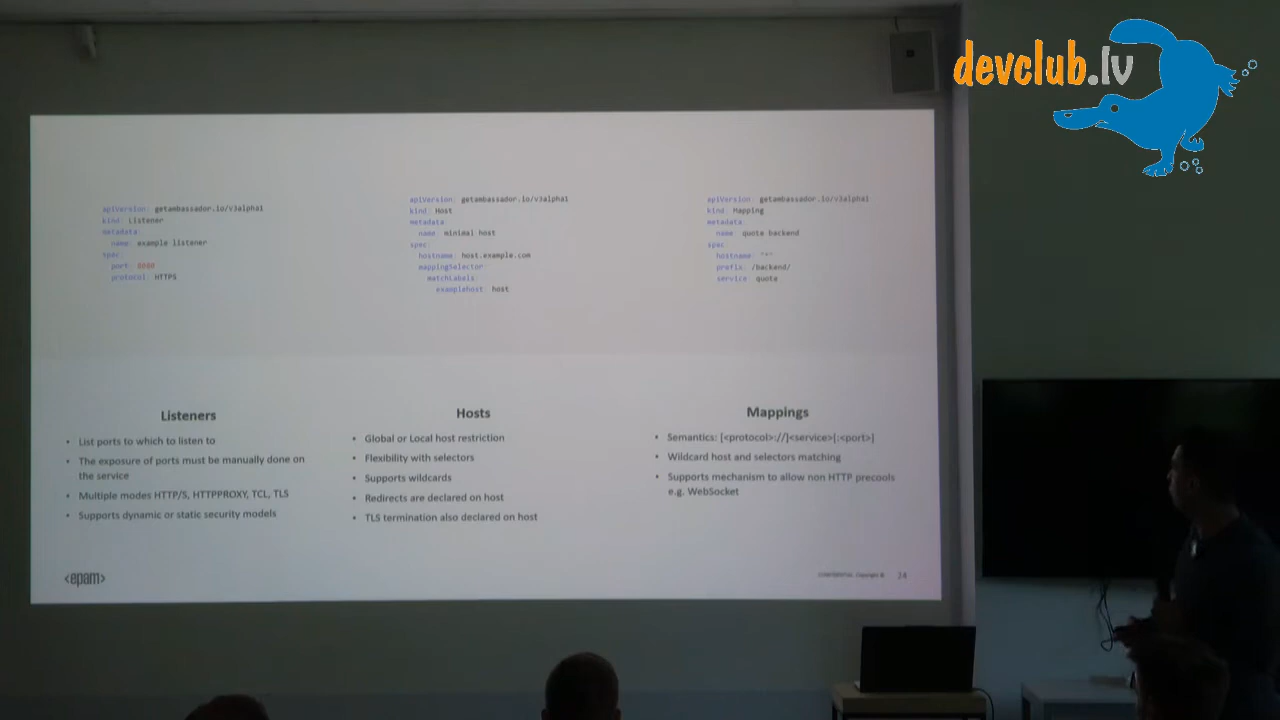 devclub.lv
apiVersion: getambassador.io/v3alpha1
kind: Listener
metadata:
name: example listener
spec:
port: 8080
protocol: HTTPS
apiVersion: getambassador.io/v3alpha1
kind: Host
metadata:
name: minimal host
spec:
hostname: host.example.com
mappingSelector:
matchLabels:
examplehost: host
apiVersion: getambassador.io/v3alpha1
kind: Mapping
metadata:
name: quote backend
spec:
hostname: "*"
prefix: /backend/
service: quote
Listeners
• List ports to which to listen to
• The exposure of ports must be manually done on
the service
• Multiple modes HTTP/S, HTTPPROXY, TCL, TLS
• Supports dynamic or static security models
Hosts
• Global or Local host restriction
• Flexibility with selectors
• Supports wildcards
• Redirects are declared on host
• TLS termination also declared on host
Mappings
• Semantics: [<protocol>://]<service>[:<port>]
• Wildcard host and selectors matching
• Supports mechanism to allow non HTTP precools
e.g. WebSocket
<epam>
CONFIDENTIAL. Copyright ©
24